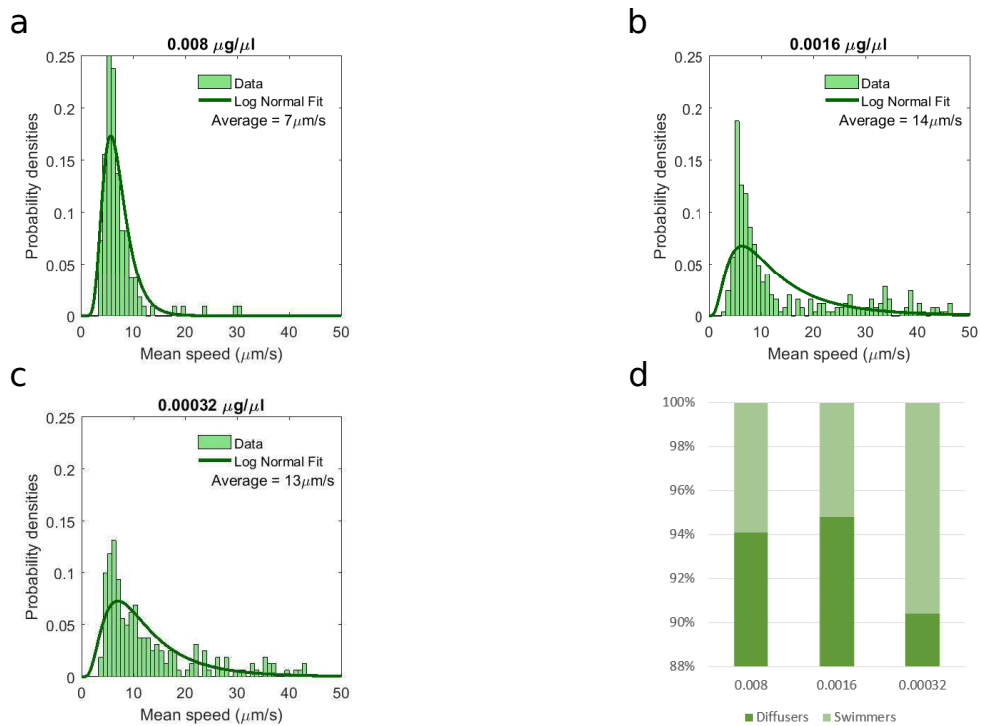 a
0.008 μg/μl
0.25
0.2
0.15
0.1
0.05
0
Probability densities
Data
Log Normal Fit
Average = 7μm/s
0 10 20 30 40 50
Mean speed (μm/s)
b
0.0016 μg/μl
0.25
0.2
0.15
0.1
0.05
0
Probability densities
Data
Log Normal Fit
Average = 14μm/s
0 10 20 30 40 50
Mean speed (μm/s)
c
0.00032 μg/μl
0.25
0.2
0.15
0.1
0.05
0
Probability densities
Data
Log Normal Fit
Average = 13μm/s
0 10 20 30 40 50
Mean speed (μm/s)
d
100%
98%
96%
94%
92%
90%
88%
0.008 0.0016 0.00032
Diffusers Swimmers